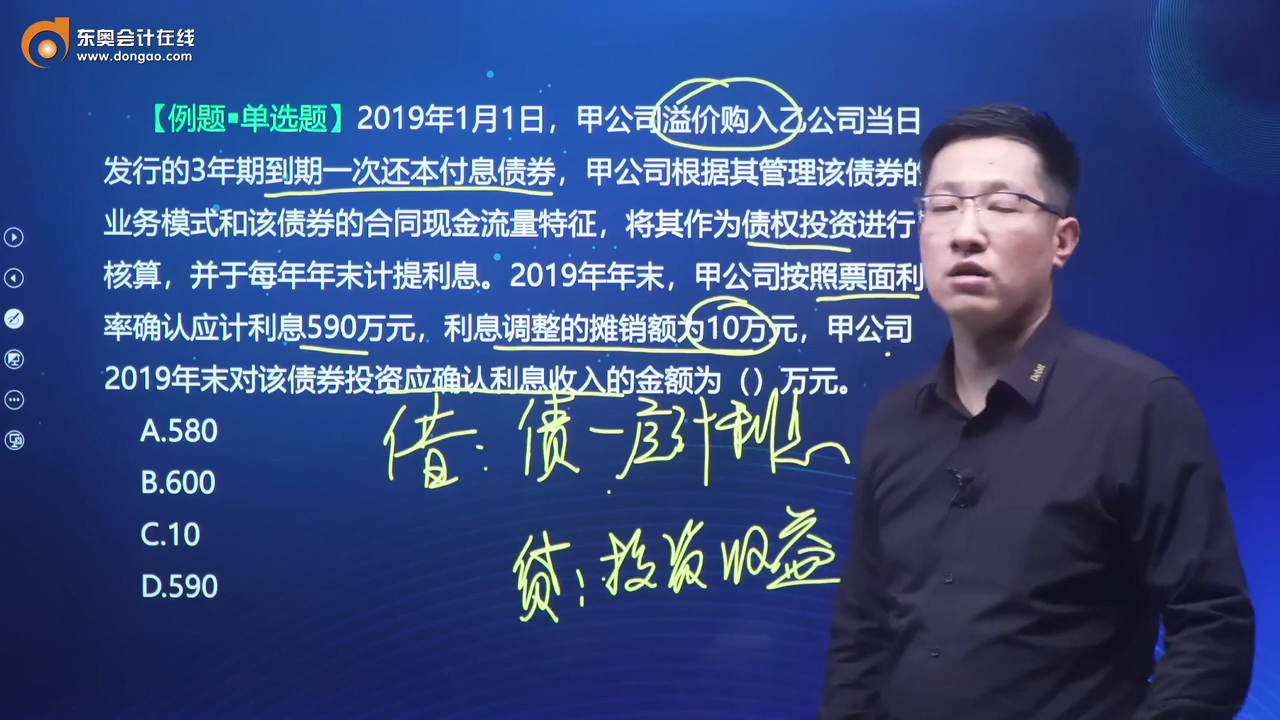 东奥会计在线
www.dongao.com
【例题▪单选题】2019年1月1日，甲公司溢价购入乙公司当日
发行的3年期到期一次还本付息债券，甲公司根据其管理该债券的
业务模式和该债券的合同现金流量特征，将其作为债权投资进行
核算，并于每年年末计提利息。2019年年末，甲公司按照票面利
率确认应计利息590万元，利息调整的摊销额为10万元，甲公司
2019年末对该债券投资应确认利息收入的金额为（）万元。
A.580
借：债一应计利息
B.600
C.10
贷：投资收益
D.590
Debit